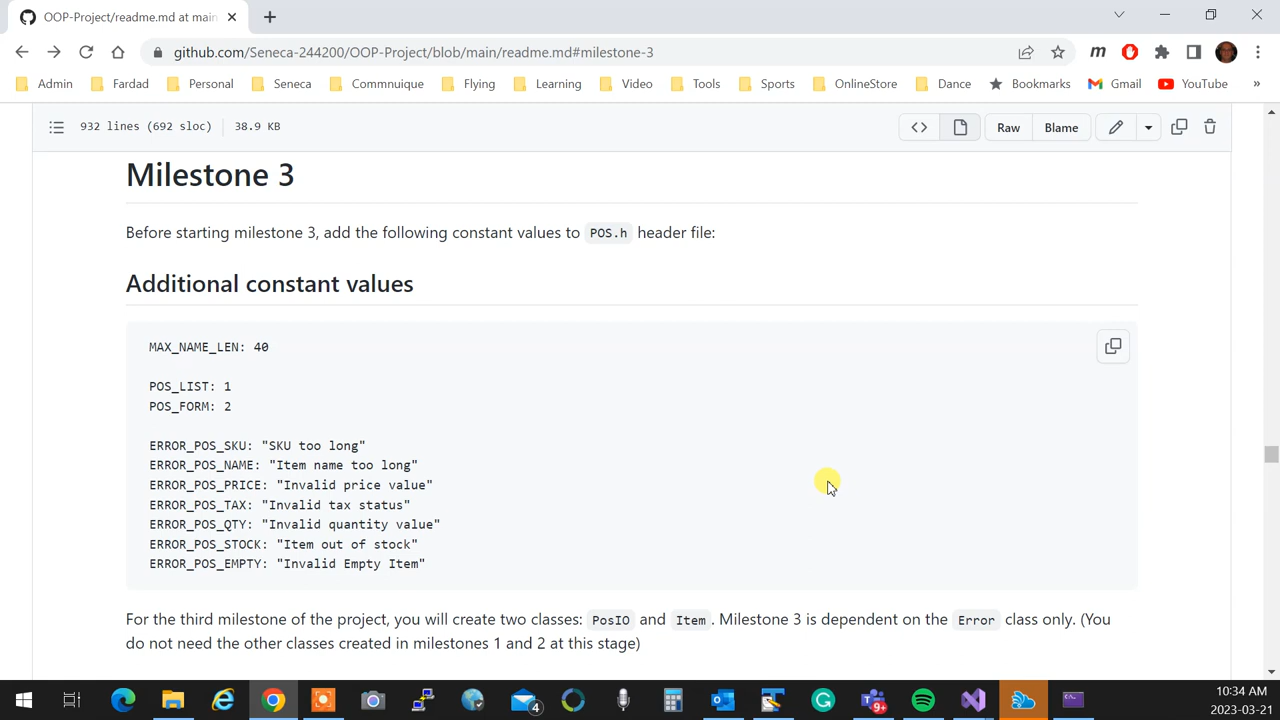 OOP-Project/readme.md at main
github.com/Seneca-244200/OOP-Project/blob/main/readme.md#milestone-3
m
Admin Fardad Personal Seneca Commnuique Flying Learning Video Tools Sports OnlineStore Dance Bookmarks Gmail YouTube »
932 lines (692 sloc) 38.9 KB Raw Blame
Milestone 3
Before starting milestone 3, add the following constant values to POS.h header file:
Additional constant values
MAX_NAME_LEN: 40
POS_LIST: 1
POS_FORM: 2
ERROR_POS_SKU: "SKU too long"
ERROR_POS_NAME: "Item name too long"
ERROR_POS_PRICE: "Invalid price value"
ERROR_POS_TAX: "Invalid tax status"
ERROR_POS_QTY: "Invalid quantity value"
ERROR_POS_STOCK: "Item out of stock"
ERROR_POS_EMPTY: "Invalid Empty Item"
For the third milestone of the project, you will create two classes: PosIO and Item. Milestone 3 is dependent on the Error class only. (You
do not need the other classes created in milestones 1 and 2 at this stage)
4
9+
10:34 AM
2023-03-21